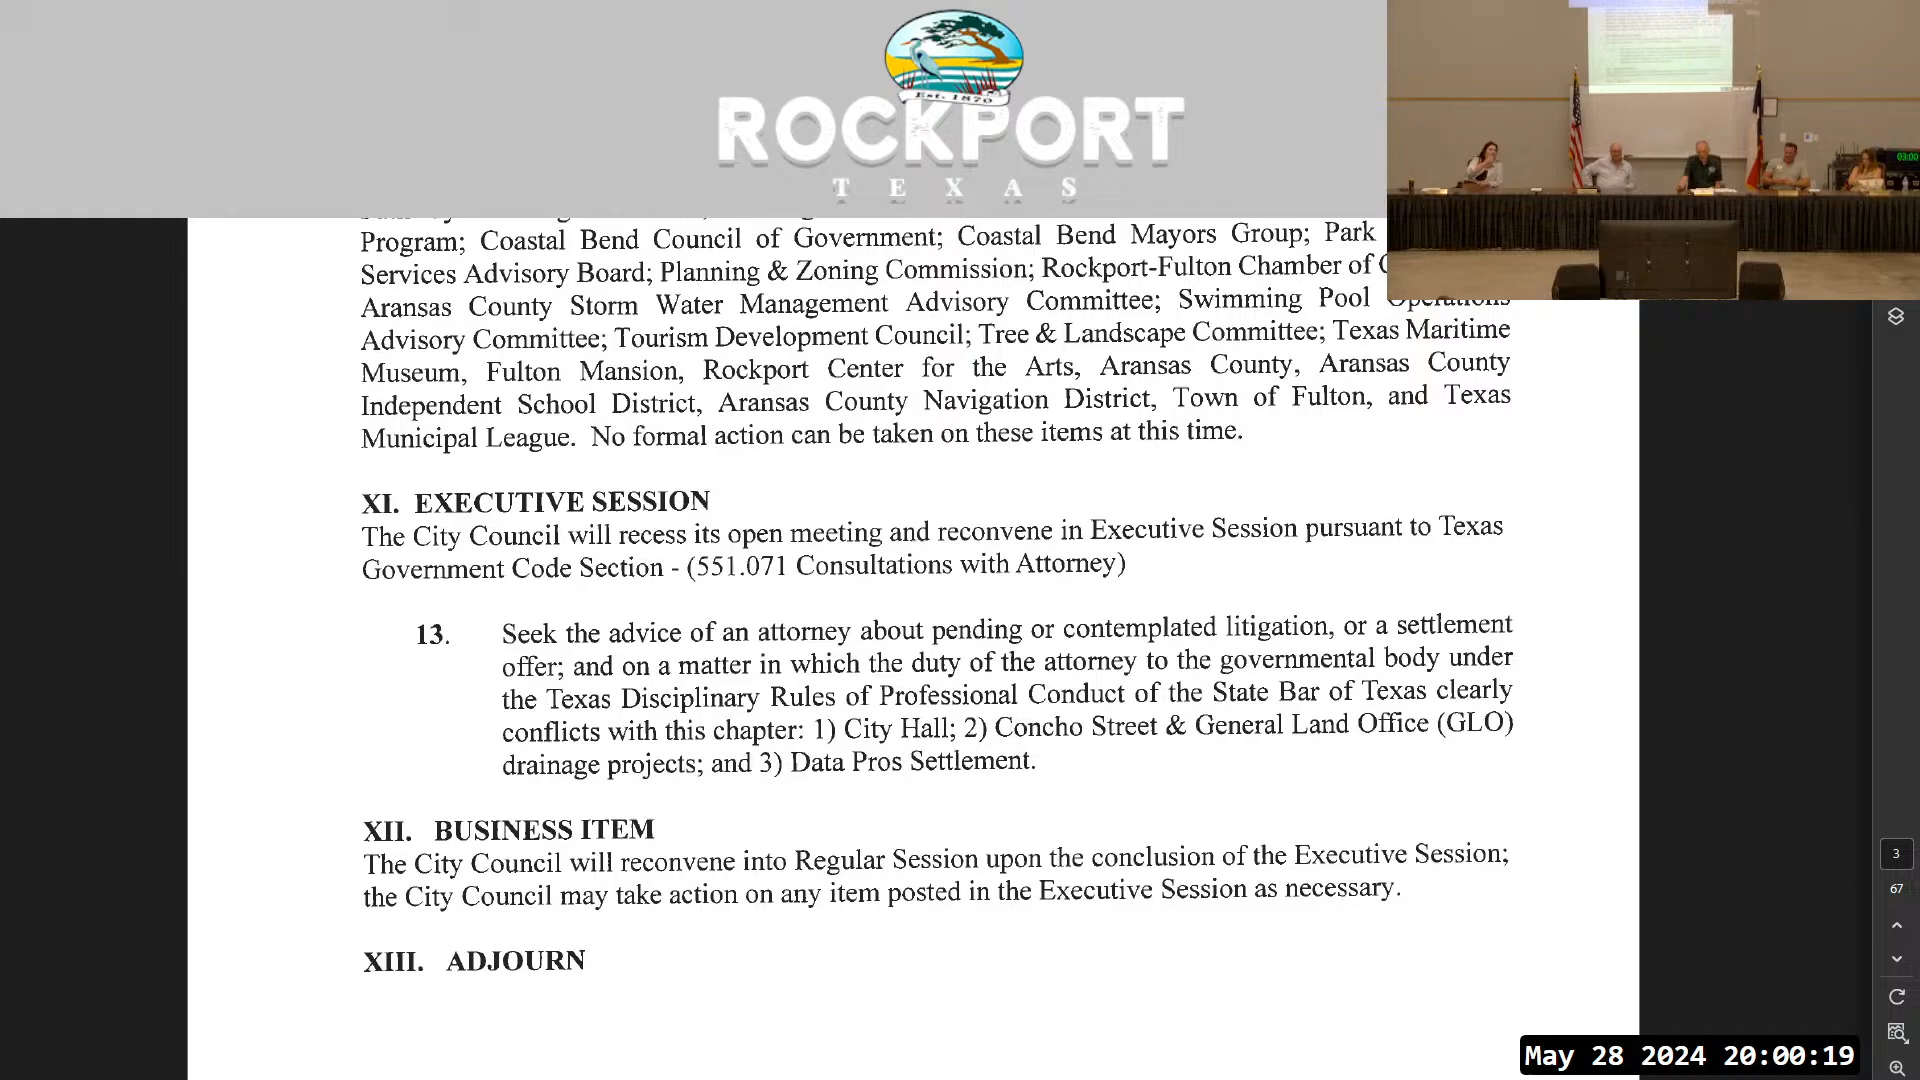 Est. 1870
ROCKPORT
TEXAS
03:00
Program; Coastal Bend Council of Government; Coastal Bend Mayors Group; Park
Services Advisory Board; Planning & Zoning Commission; Rockport-Fulton Chamber of
Aransas County Storm Water Management Advisory Committee; Swimming Pool Operations
Advisory Committee; Tourism Development Council; Tree & Landscape Committee; Texas Maritime
Museum, Fulton Mansion, Rockport Center for the Arts, Aransas County, Aransas County
Independent School District, Aransas County Navigation District, Town of Fulton, and Texas
Municipal League. No formal action can be taken on these items at this time.
XI. EXECUTIVE SESSION
The City Council will recess its open meeting and reconvene in Executive Session pursuant to Texas
Government Code Section - (551.071 Consultations with Attorney)
13. Seek the advice of an attorney about pending or contemplated litigation, or a settlement
offer; and on a matter in which the duty of the attorney to the governmental body under
the Texas Disciplinary Rules of Professional Conduct of the State Bar of Texas clearly
conflicts with this chapter: 1) City Hall; 2) Concho Street & General Land Office (GLO)
drainage projects; and 3) Data Pros Settlement.
XII. BUSINESS ITEM
The City Council will reconvene into Regular Session upon the conclusion of the Executive Session;
the City Council may take action on any item posted in the Executive Session as necessary.
XIII. ADJOURN
3
67
May 28 2024 20:00:19